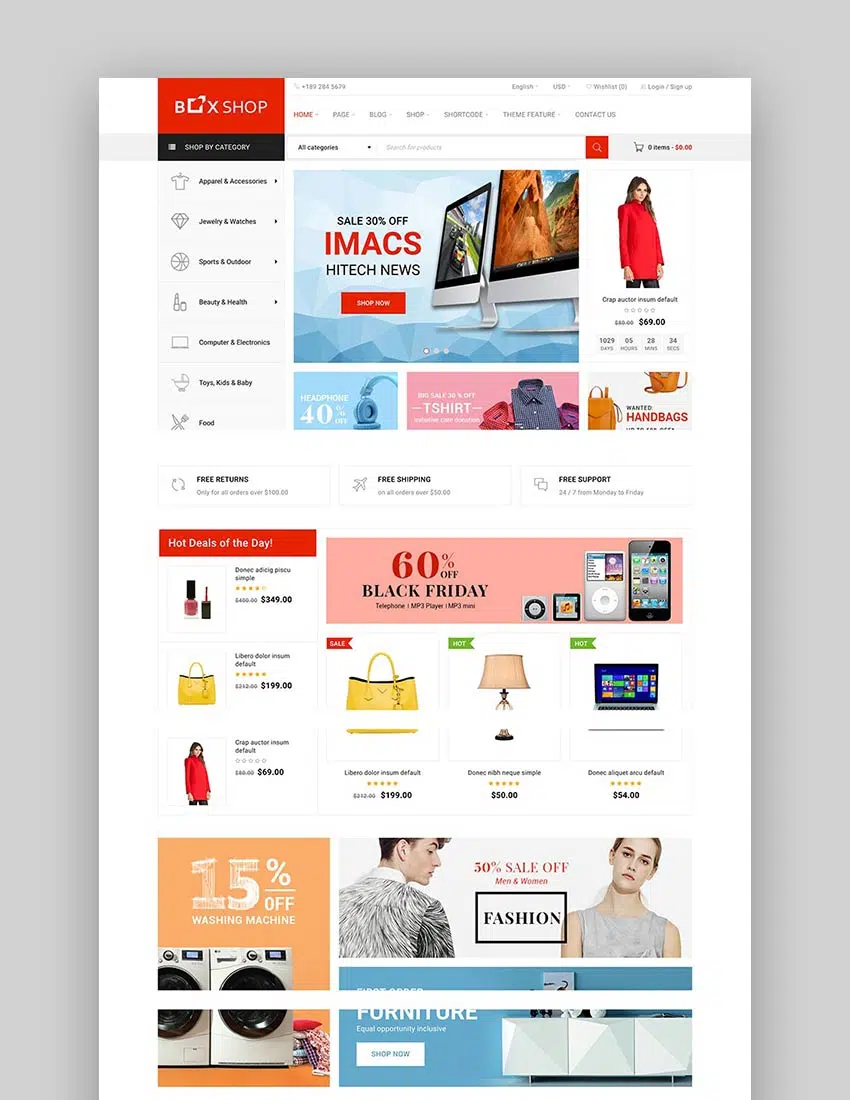 B X SHOP
+189 284 5679
English
USD
Wishlist (0)
Login / Sign up
HOME
PAGE
BLOG
SHOP
SHORTCODE
THEME FEATURE
CONTACT US
SHOP BY CATEGORY
All categories
Search for products
0 items - $0.00
Apparel & Accessories
Jewelry & Watches
Sports & Outdoor
Beauty & Health
Computer & Electronics
Toys, Kids & Baby
Food
SALE 30% OFF
IMACS
HITECH NEWS
SHOP NOW
Crap auctor insum default
$89.00 $69.00
1029 05 28 34
DAYS HOURS MINS SECS
HEADPHONE
40% OFF
BIG SALE 30 % OFF
TSHIRT
initiative care donation
WANTED:
HANDBAGS
FREE RETURNS
Only for all orders over $100.00
FREE SHIPPING
on all orders over $50.00
FREE SUPPORT
24 / 7 from Monday to Friday
Hot Deals of the Day!
Donec adicig piscu
simple
$400.00 $349.00
Libero dolor insum
default
$212.00 $199.00
Crap auctor insum
default
$89.00 $69.00
60% OFF
BLACK FRIDAY
Telephone | MP3 Player | MP3 mini
SALE
HOT
HOT
Libero dolor insum default
$212.00 $199.00
Donec nibh neque simple
$50.00
Donec aliquet arcu default
$54.00
15% OFF
WASHING MACHINE
50% SALE OFF
Men & Women
FASHION
FIRST ORDER
FURNITURE
Equal opportunity inclusive
SHOP NOW